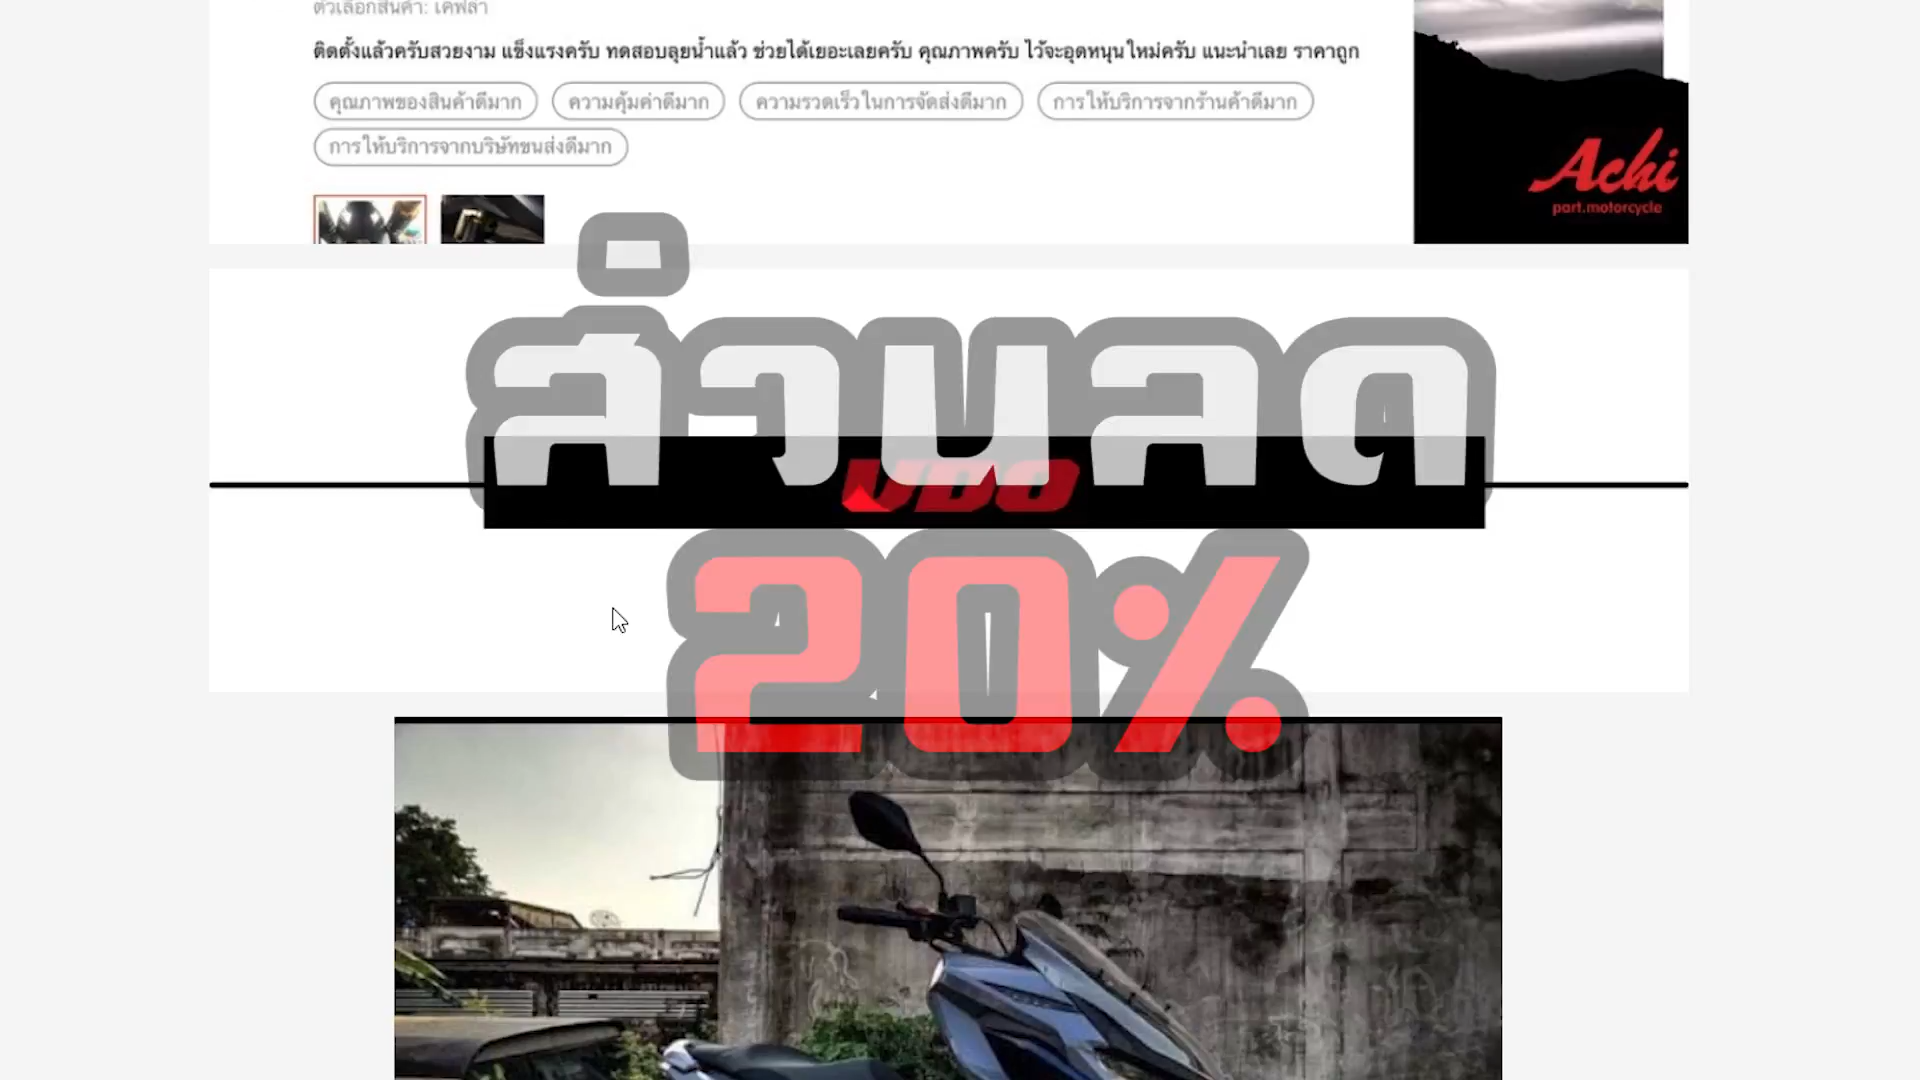 ตัวเลือกสินค้า: เคฟล่า
ติดตั้งแล้วครับสวยงาม แข็งแรงครับ ทดสอบลุยน้ำแล้ว ช่วยได้เยอะเลยครับ คุณภาพครับ ไว้จะอุดหนุนใหม่ครับ แนะนำเลย ราคาถูก
คุณภาพของสินค้าดีมาก
ความคุ้มค่าดีมาก
ความรวดเร็วในการจัดส่งดีมาก
การให้บริการจากร้านค้าดีมาก
การให้บริการจากบริษัทขนส่งดีมาก
Achi
part.motorcycle
ส่วนลด
VDO
20%